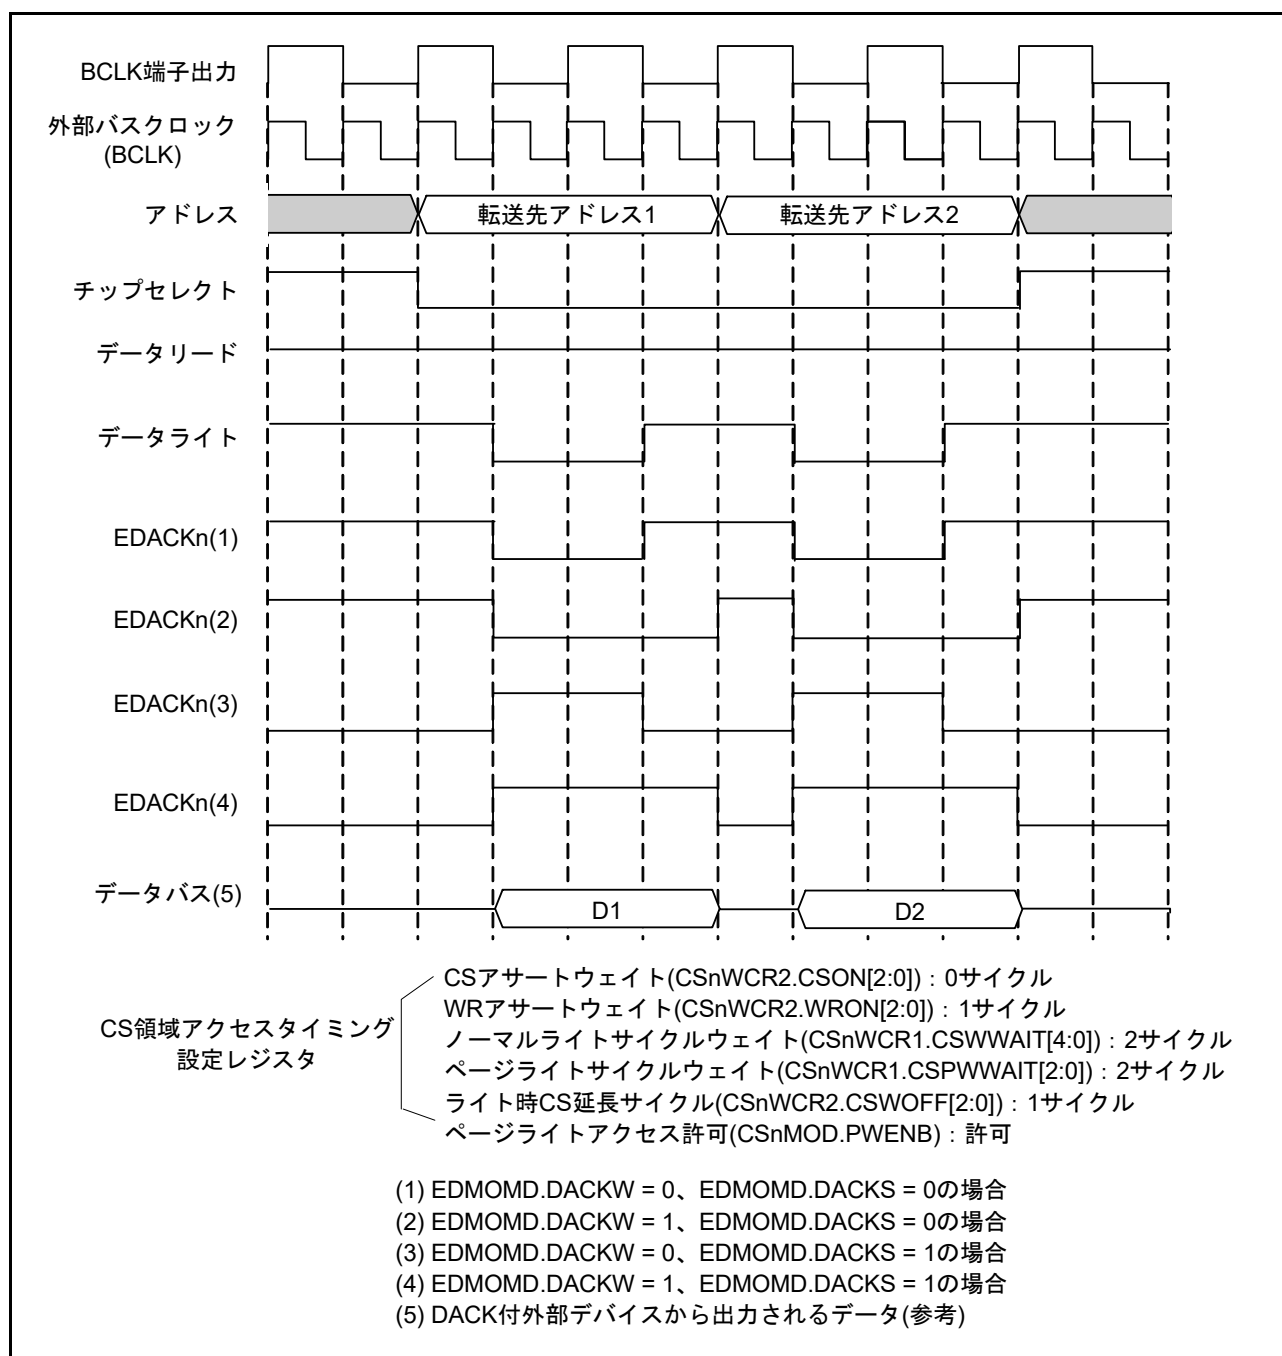 BCLK端子出力
外部バスクロック
(BCLK)
アドレス
転送先アドレス1
転送先アドレス2
チップセレクト
データリード
データライト
EDACKn(1)
EDACKn(2)
EDACKn(3)
EDACKn(4)
データバス(5)
D1
D2
CS領域アクセスタイミング
設定レジスタ
CSアサートウェイト(CSnWCR2.CSON[2:0])：0サイクル
WRアサートウェイト(CSnWCR2.WRON[2:0])：1サイクル
ノーマルライトサイクルウェイト(CSnWCR1.CSWWAIT[4:0])：2サイクル
ページライトサイクルウェイト(CSnWCR1.CSPWWAIT[2:0])：2サイクル
ライト時CS延長サイクル(CSnWCR2.CSWOFF[2:0])：1サイクル
ページライトアクセス許可(CSnMOD.PWENB)：許可
(1) EDMOMD.DACKW = 0、EDMOMD.DACKS = 0の場合
(2) EDMOMD.DACKW = 1、EDMOMD.DACKS = 0の場合
(3) EDMOMD.DACKW = 0、EDMOMD.DACKS = 1の場合
(4) EDMOMD.DACKW = 1、EDMOMD.DACKS = 1の場合
(5) DACK付外部デバイスから出力されるデータ(参考)